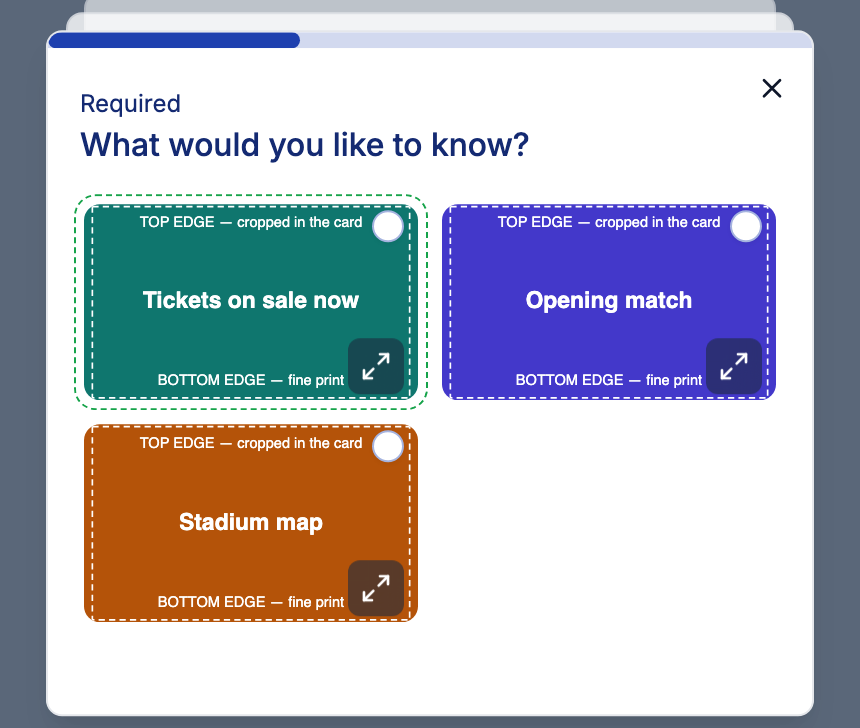 Required
What would you like to know?
TOP EDGE — cropped in the card
Tickets on sale now
BOTTOM EDGE — fine print
TOP EDGE — cropped in the card
Opening match
BOTTOM EDGE — fine print
TOP EDGE — cropped in the card
Stadium map
BOTTOM EDGE — fine print